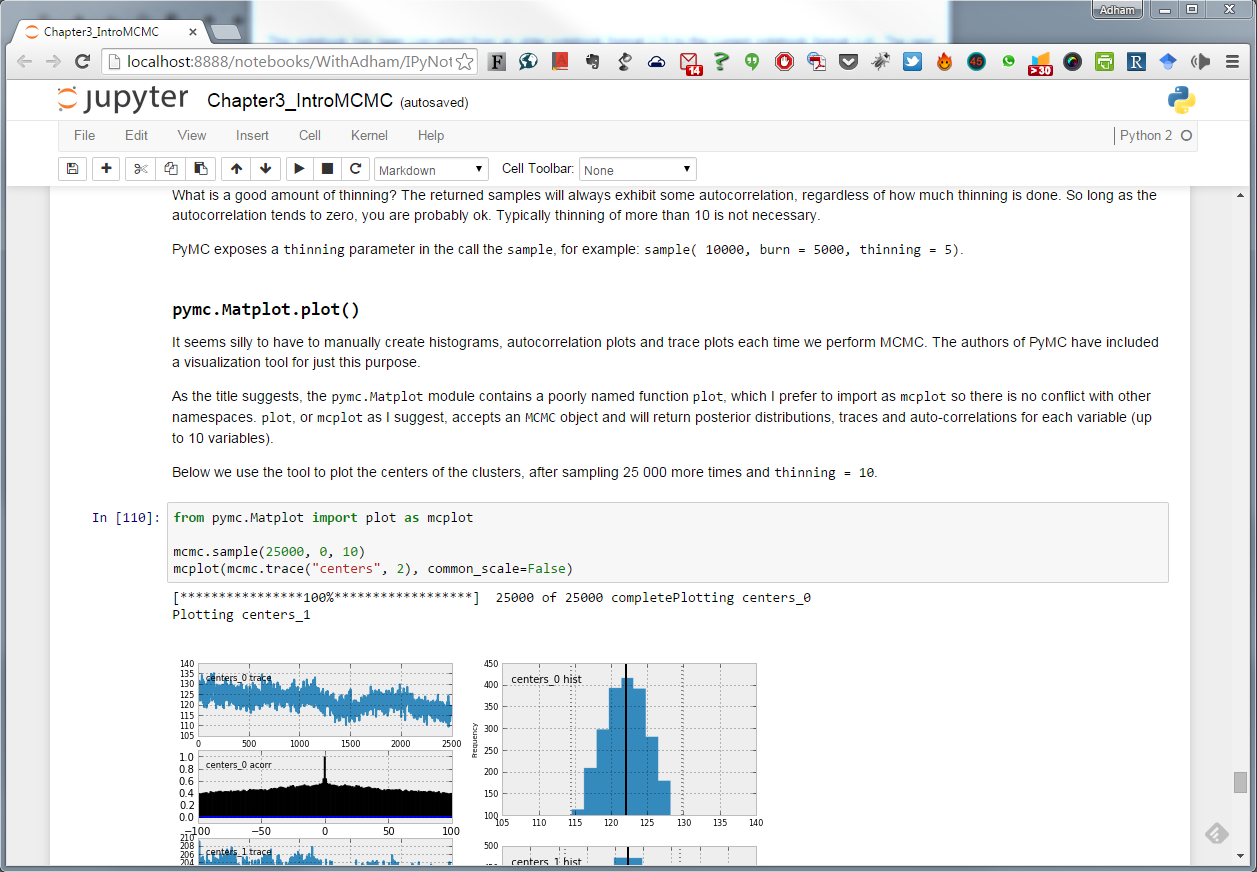 Adham
Chapter3_IntroMCMC
localhost:8888/notebooks/WithAdham/IPyNot
14
45
>30
R
jupyter Chapter3_IntroMCMC (autosaved)
File Edit View Insert Cell Kernel Help
Python 2
Markdown Cell Toolbar: None
What is a good amount of thinning? The returned samples will always exhibit some autocorrelation, regardless of how much thinning is done. So long as the
autocorrelation tends to zero, you are probably ok. Typically thinning of more than 10 is not necessary.
PyMC exposes a thinning parameter in the call the sample, for example: sample( 10000, burn = 5000, thinning = 5).
pymc.Matplot.plot()
It seems silly to have to manually create histograms, autocorrelation plots and trace plots each time we perform MCMC. The authors of PyMC have included
a visualization tool for just this purpose.
As the title suggests, the pymc.Matplot module contains a poorly named function plot, which I prefer to import as mcplot so there is no conflict with other
namespaces. plot, or mcplot as I suggest, accepts an MCMC object and will return posterior distributions, traces and auto-correlations for each variable (up
to 10 variables).
Below we use the tool to plot the centers of the clusters, after sampling 25 000 more times and thinning = 10.
In [110]:
from pymc.Matplot import plot as mcplot
mcmc.sample(25000, 0, 10)
mcplot(mcmc.trace("centers", 2), common_scale=False)
[****************100%******************] 25000 of 25000 completePlotting centers_0
Plotting centers_1
centers_0 trace
140
135
130
125
120
115
110
105
0 500 1000 1500 2000 2500
centers_0 acorr
1.0
0.8
0.6
0.4
0.2
0.0
−100 −50 0 50 100
centers_1 trace
210
208
206
204
centers_0 hist
Frequency
450
400
350
300
250
200
150
100
105 110 115 120 125 130 135 140
centers_1 hist
500